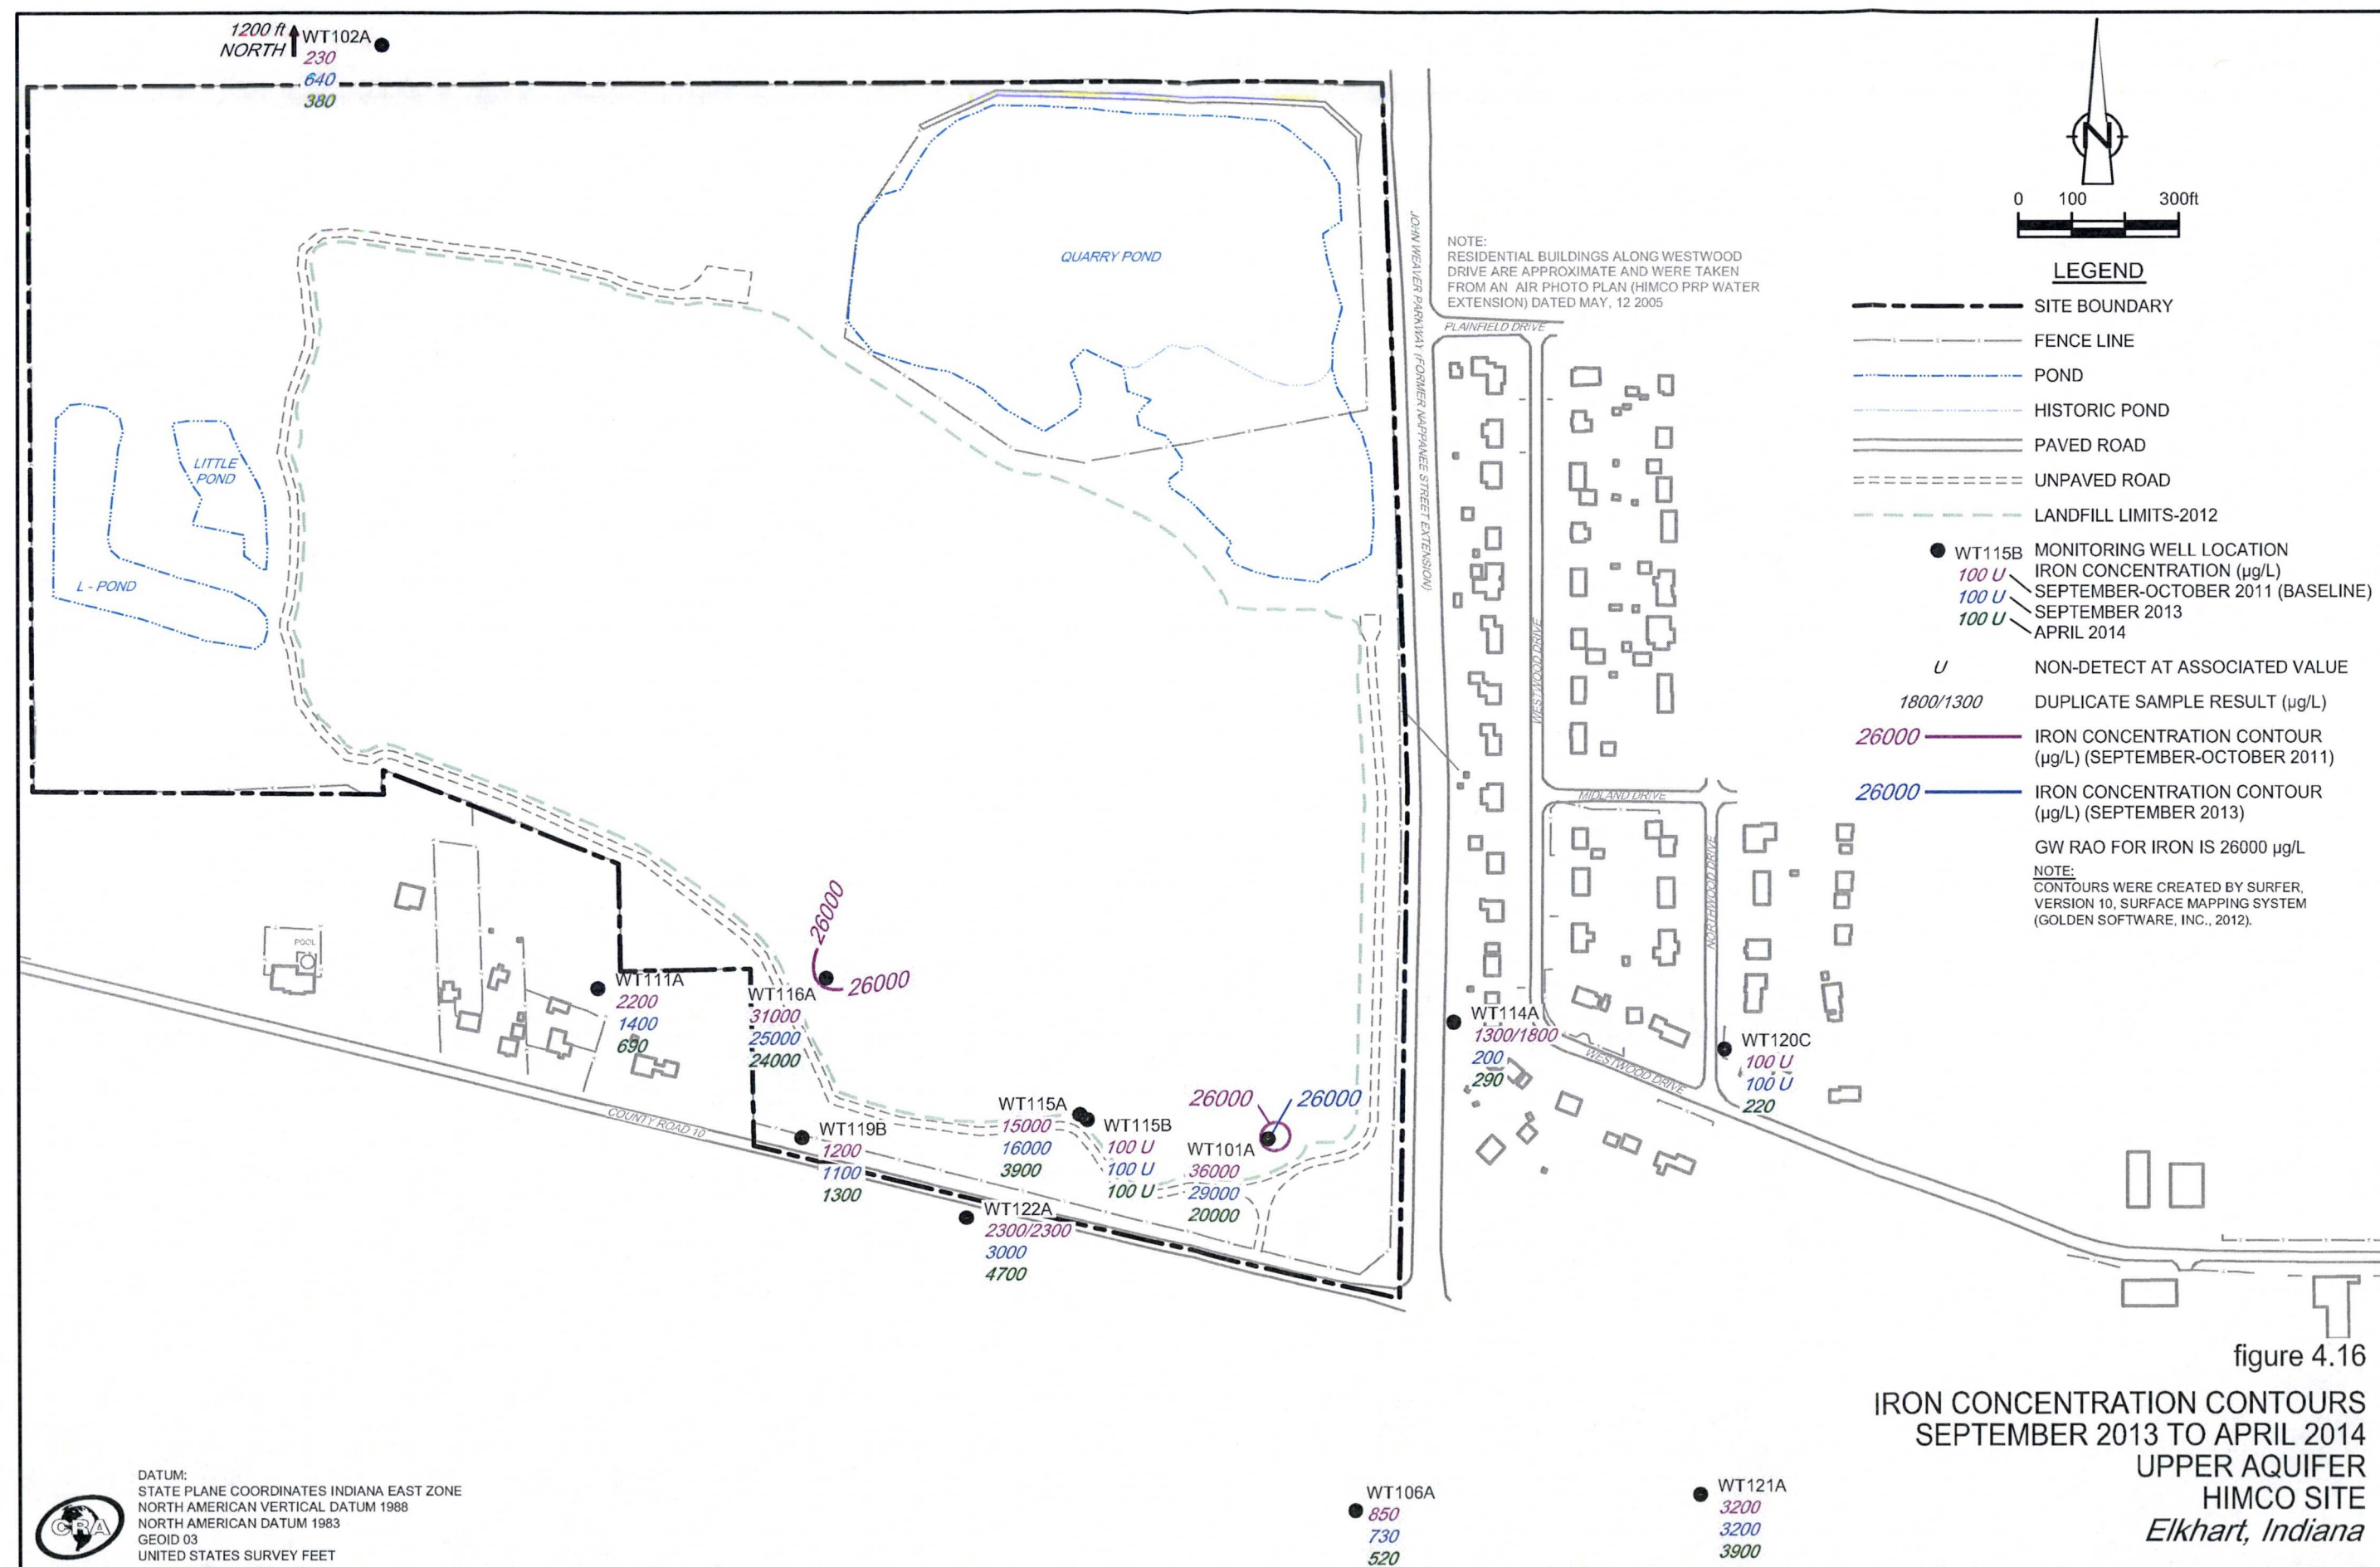 1200 ft
NORTH
WT102A
230
640
380
N
0 100 300ft
QUARRY POND
JOHN WEAVER PARKWAY (FORMER NAPPANEE STREET EXTENSION)
NOTE:
RESIDENTIAL BUILDINGS ALONG WESTWOOD
DRIVE ARE APPROXIMATE AND WERE TAKEN
FROM AN AIR PHOTO PLAN (HIMCO PRP WATER
EXTENSION) DATED MAY, 12 2005
PLAINFIELD DRIVE
LITTLE
POND
L - POND
WESTWOOD DRIVE
MIDLAND DRIVE
NORTHWOOD DRIVE
LEGEND
SITE BOUNDARY
FENCE LINE
POND
HISTORIC POND
PAVED ROAD
UNPAVED ROAD
LANDFILL LIMITS-2012
WT115B MONITORING WELL LOCATION
IRON CONCENTRATION (µg/L)
100 U SEPTEMBER-OCTOBER 2011 (BASELINE)
100 U SEPTEMBER 2013
100 U APRIL 2014
U NON-DETECT AT ASSOCIATED VALUE
1800/1300 DUPLICATE SAMPLE RESULT (µg/L)
26000 IRON CONCENTRATION CONTOUR
(µg/L) (SEPTEMBER-OCTOBER 2011)
26000 IRON CONCENTRATION CONTOUR
(µg/L) (SEPTEMBER 2013)
GW RAO FOR IRON IS 26000 µg/L
NOTE:
CONTOURS WERE CREATED BY SURFER,
VERSION 10, SURFACE MAPPING SYSTEM
(GOLDEN SOFTWARE, INC., 2012).
POOL
26000
26000
WT111A
2200
1400
690
WT116A
31000
25000
24000
WT114A
1300/1800
200
290
WESTWOOD DRIVE
WT120C
100 U
100 U
220
COUNTY ROAD 10
WT119B
1200
1100
1300
WT115A
15000
16000
3900
WT115B
100 U
100 U
100 U
26000
26000
WT101A
36000
29000
20000
WT122A
2300/2300
3000
4700
WT106A
850
730
520
WT121A
3200
3200
3900
figure 4.16
IRON CONCENTRATION CONTOURS
SEPTEMBER 2013 TO APRIL 2014
UPPER AQUIFER
HIMCO SITE
Elkhart, Indiana
CRA
DATUM:
STATE PLANE COORDINATES INDIANA EAST ZONE
NORTH AMERICAN VERTICAL DATUM 1988
NORTH AMERICAN DATUM 1983
GEOID 03
UNITED STATES SURVEY FEET